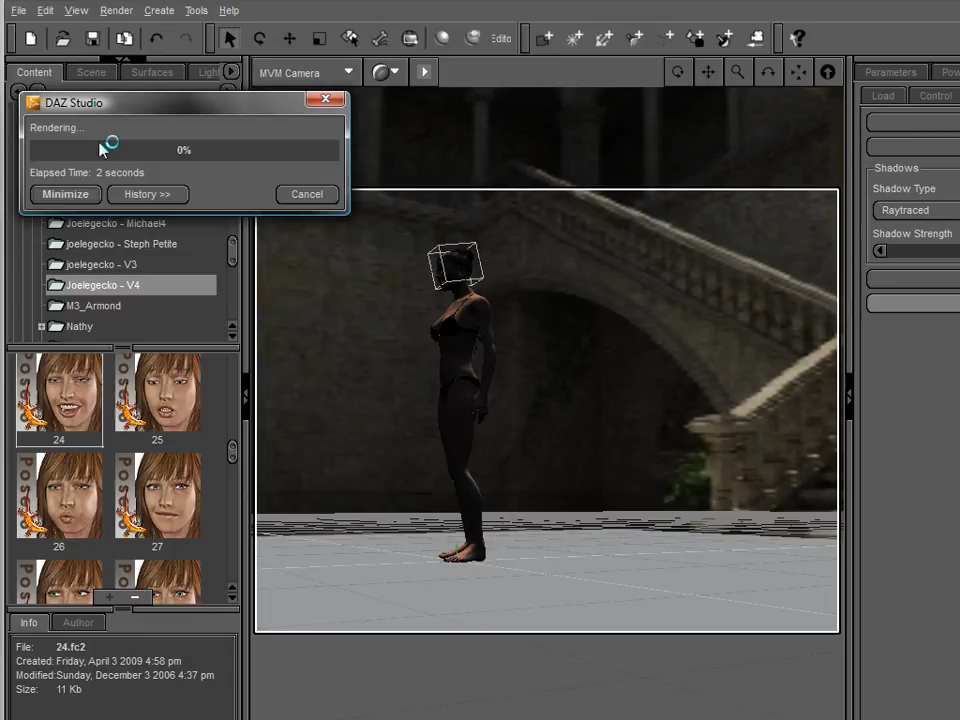 File Edit View Render Create Tools Help
Edito
Content Scene Surfaces Ligh
MVM Camera
Parameters Pow
DAZ Studio
Load Control
Rendering...
0%
Elapsed Time: 2 seconds
Minimize History >> Cancel
Shadows
Shadow Type
Raytraced
Shadow Strength
Joelegecko - Michael4
joelegecko - Steph Petite
joelegecko - V3
Joelegecko - V4
M3_Armond
Nathy
24 25
26 27
Info Author
File: 24.fc2
Created: Friday, April 3 2009 4:58 pm
Modified: Sunday, December 3 2006 4:37 pm
Size: 11 Kb